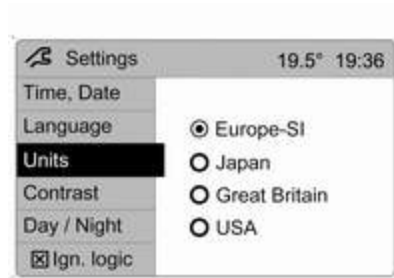 Settings 19.5° 19:36
Time, Date
Language
Units
Contrast
Day / Night
Ign. logic
Europe-SI
Japan
Great Britain
USA